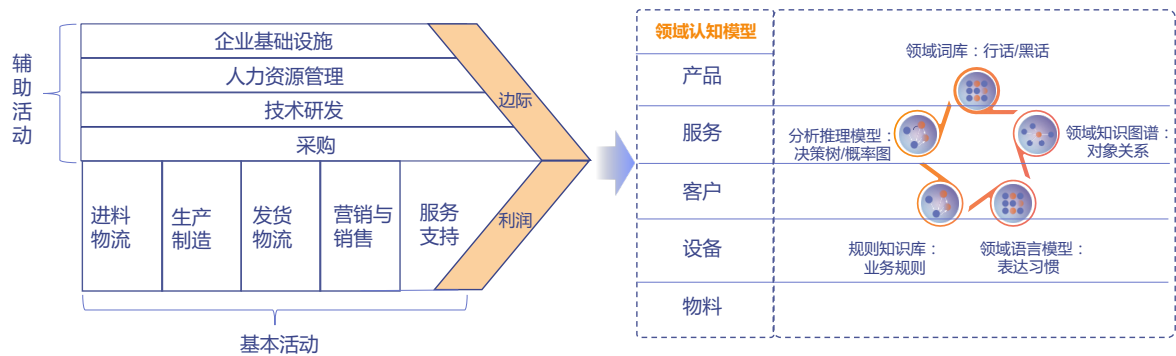 辅助活动
企业基础设施
人力资源管理
技术研发
采购
边际
利润
进料
物流
生产
制造
发货
物流
营销与
销售
服务
支持
基本活动
领域认知模型
产品
服务
客户
设备
物料
领域词库：行话/黑话
分析推理模型：
决策树/概率图
领域知识图谱：
对象关系
规则知识库：
业务规则
领域语言模型：
表达习惯